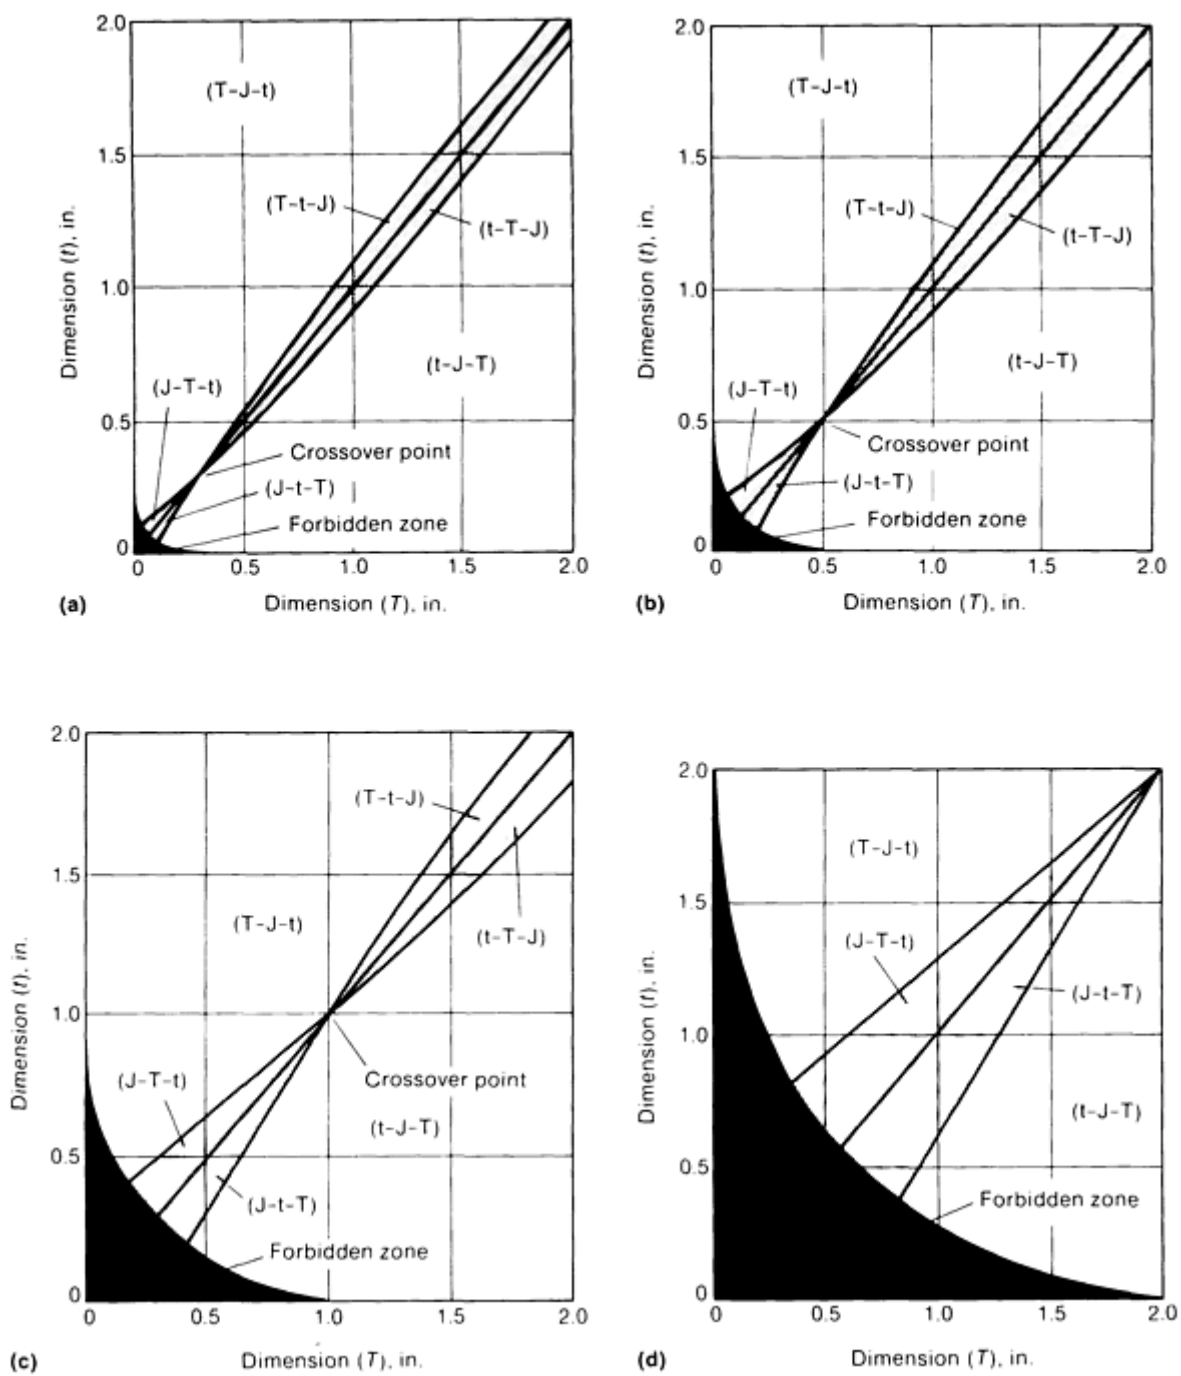 2.0
(T-J-t)
1.5
(T-t-J)
(t-T-J)
1.0
(t-J-T)
(J-T-t)
0.5
Crossover point
(J-t-T)
Forbidden zone
0
0 0.5 1.0 1.5 2.0
Dimension (t), in.
(a) Dimension (T), in.
2.0
(T-J-t)
1.5
(T-t-J)
(t-T-J)
1.0
(t-J-T)
(J-T-t)
0.5
Crossover point
(J-t-T)
Forbidden zone
0
0 0.5 1.0 1.5 2.0
Dimension (t), in.
(b) Dimension (T), in.
2.0
(T-t-J)
1.5
(T-J-t)
(t-T-J)
1.0
Crossover point
(J-T-t)
(t-J-T)
0.5
(J-t-T)
Forbidden zone
0
0 0.5 1.0 1.5 2.0
Dimension (t), in.
(c) Dimension (T), in.
2.0
(T-J-t)
1.5
(J-T-t)
(J-t-T)
1.0
(t-J-T)
0.5
Forbidden zone
0
0 0.5 1.0 1.5 2.0
Dimension (t), in.
(d) Dimension (T), in.